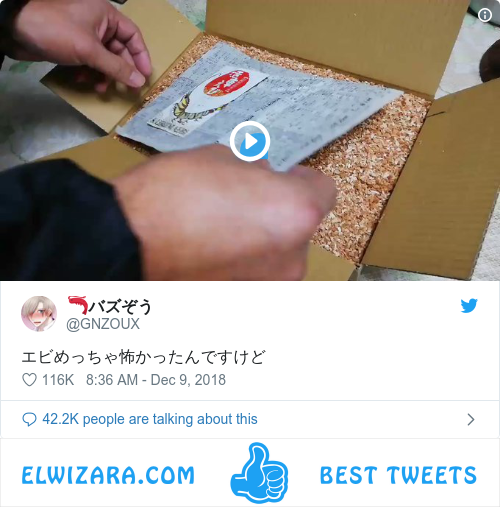 バズぞう
@GNZOUX
エビめっちゃ怖かったんですけど
116K 8:36 AM - Dec 9, 2018
42.2K people are talking about this
ELWIZARA.COM BEST TWEETS